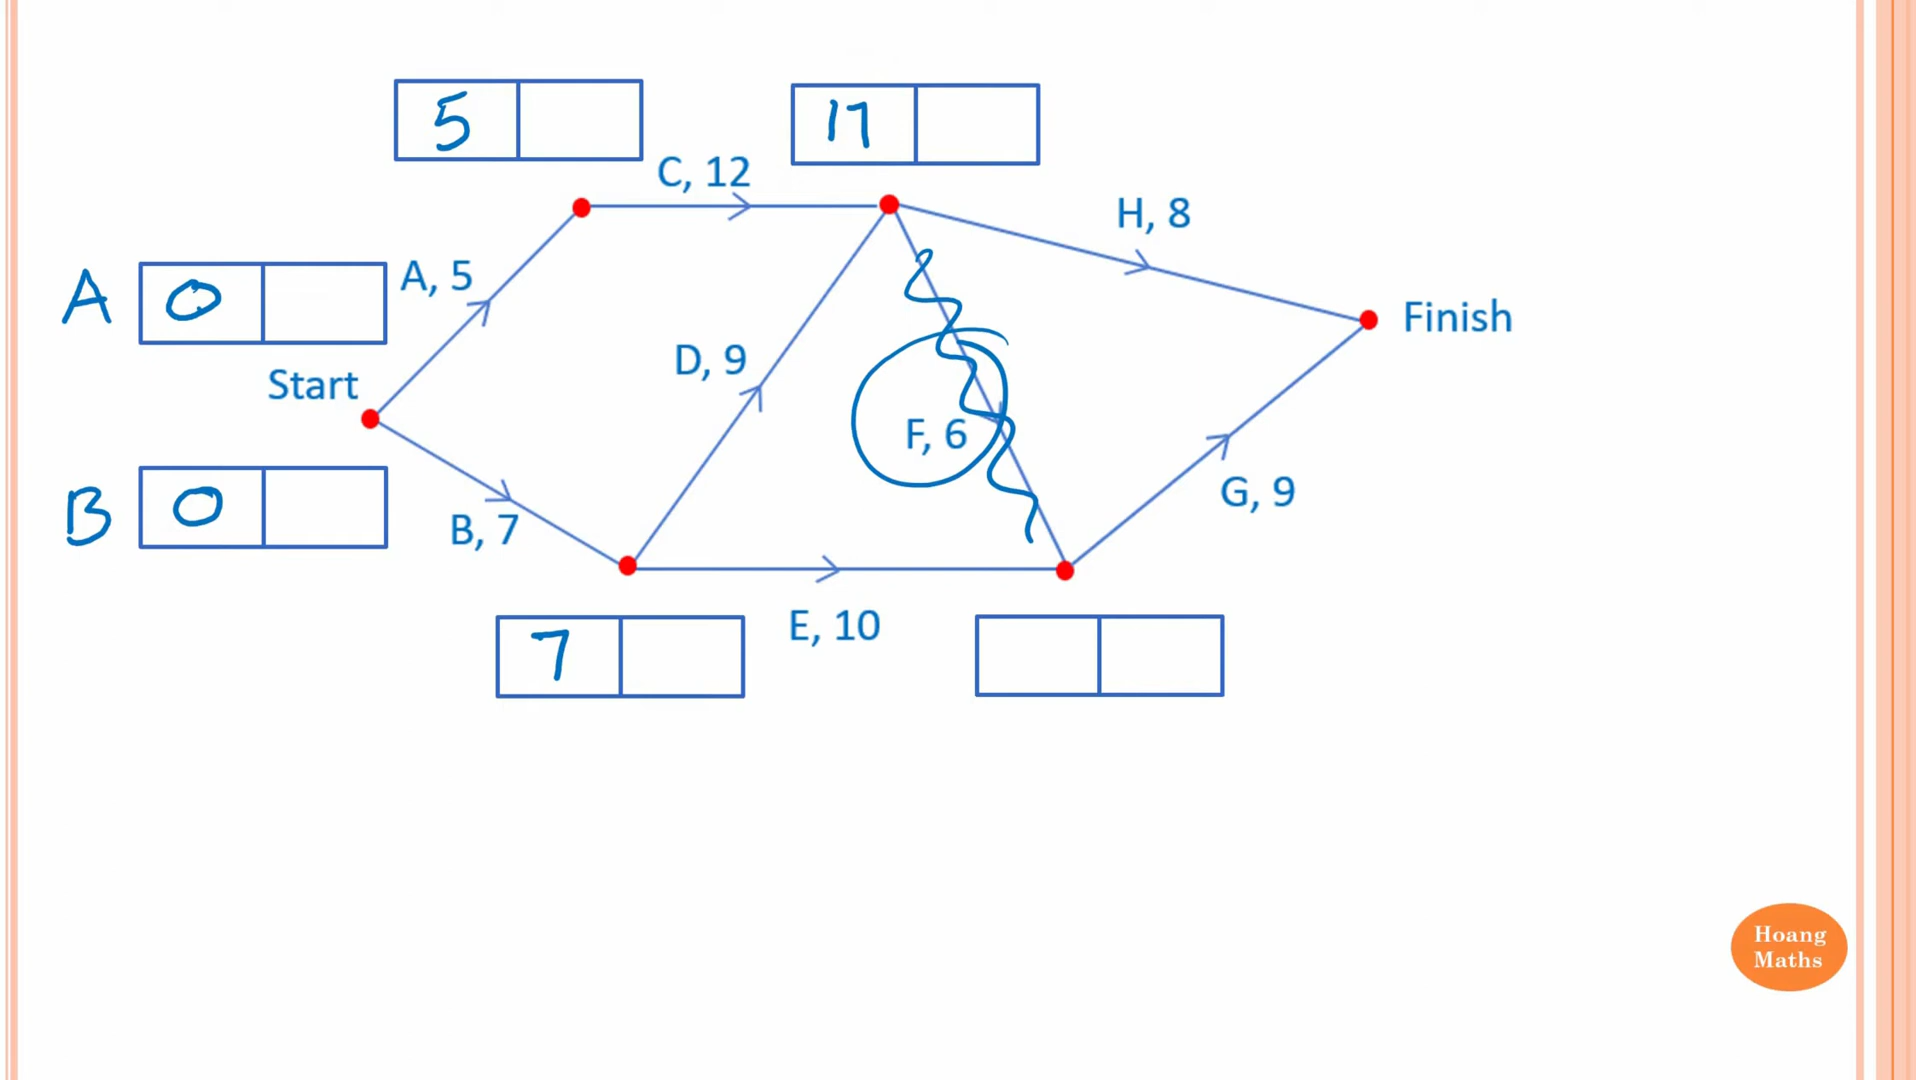 5
17
C, 12
H, 8
A
0
A, 5
Finish
D, 9
Start
F, 6
B
0
B, 7
G, 9
7
E, 10
Hoang
Maths